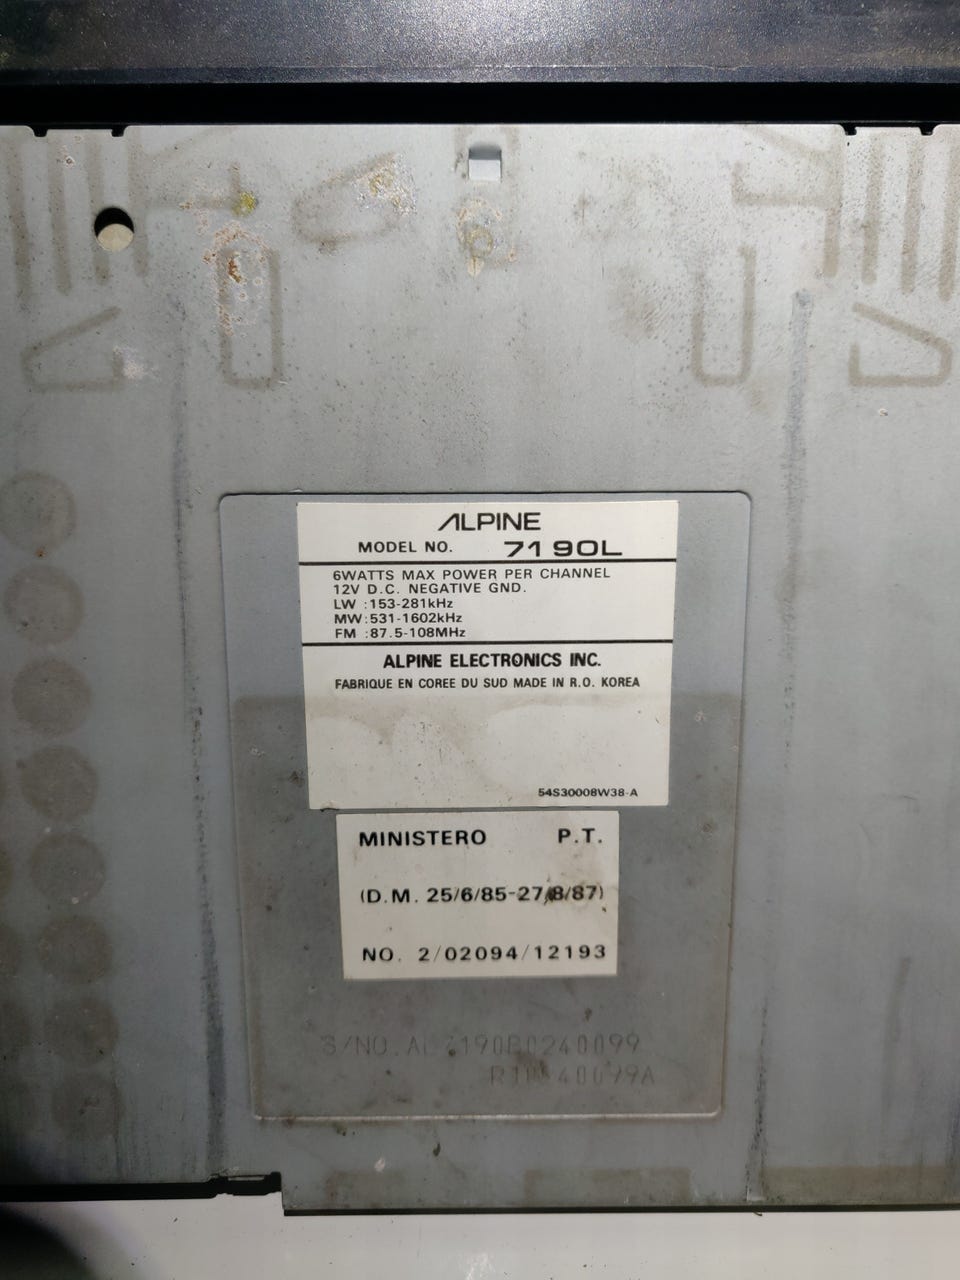 ALPINE
MODEL NO. 7190L
6WATTS MAX POWER PER CHANNEL
12V D.C. NEGATIVE GND.
LW :153-281kHz
MW:531-1602kHz
FM :87.5-108MHz
ALPINE ELECTRONICS INC.
FABRIQUE EN COREE DU SUD MADE IN R.O. KOREA
54S30008W38-A
MINISTERO P.T.
(D.M. 25/6/85-27/8/87)
NO. 2/02094/12193
S/NO.